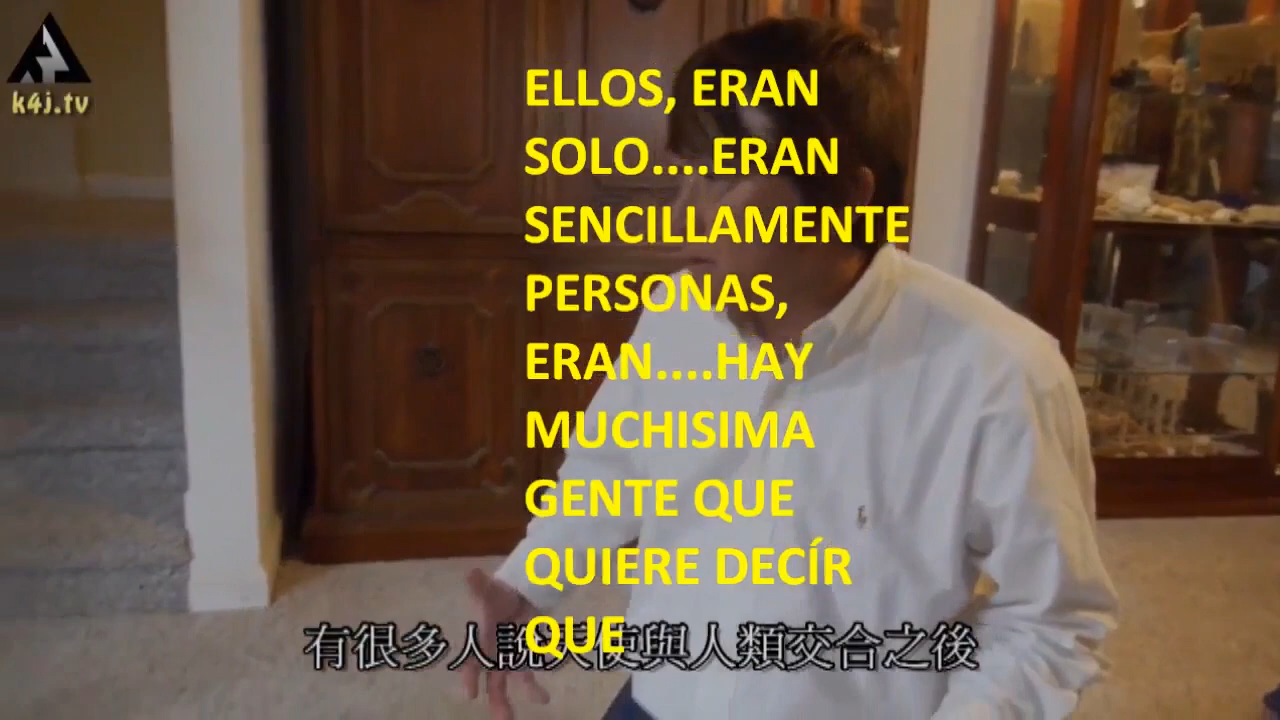 k4j.tv
ELLOS, ERAN
SOLO....ERAN
SENCILLAMENTE
PERSONAS,
ERAN....HAY
MUCHISIMA
GENTE QUE
QUIERE DECÍR
QUE
有很多人說天使與人類交合之後